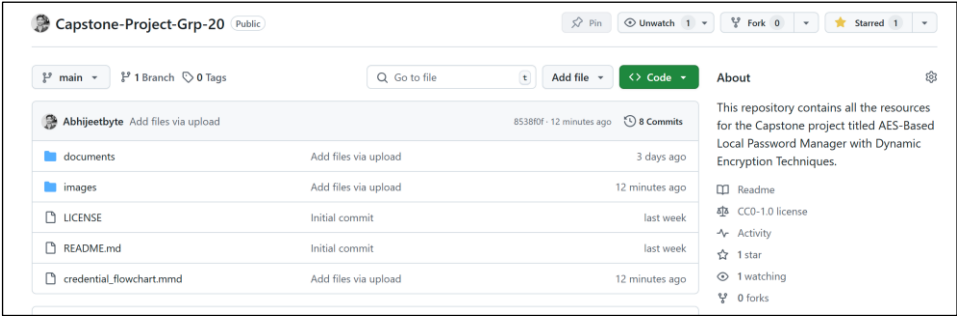 Capstone-Project-Grp-20 Public
Pin Unwatch 1 Fork 0 Starred 1
main 1 Branch 0 Tags Go to file t Add file Code
Abhijeetbyte Add files via upload 8538f0f · 12 minutes ago 8 Commits
documents Add files via upload 3 days ago
images Add files via upload 12 minutes ago
LICENSE Initial commit last week
README.md Initial commit last week
credential_flowchart.mmd Add files via upload 12 minutes ago
About
This repository contains all the resources
for the Capstone project titled AES-Based
Local Password Manager with Dynamic
Encryption Techniques.
Readme
CC0-1.0 license
Activity
1 star
1 watching
0 forks